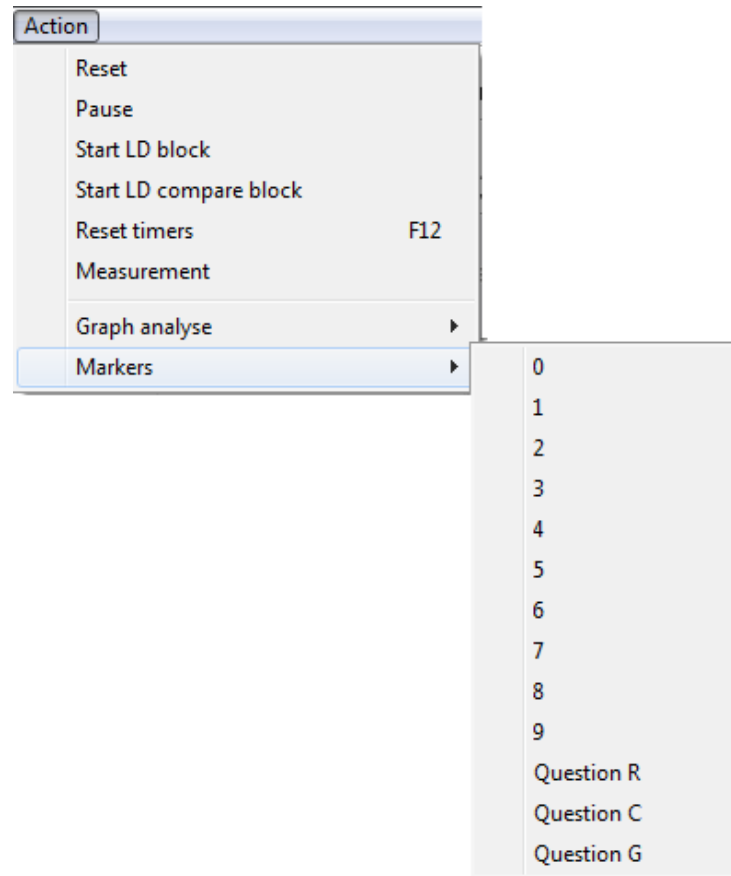 Action
Reset
Pause
Start LD block
Start LD compare block
Reset timers F12
Measurement
Graph analyse
Markers
0
1
2
3
4
5
6
7
8
9
Question R
Question C
Question G